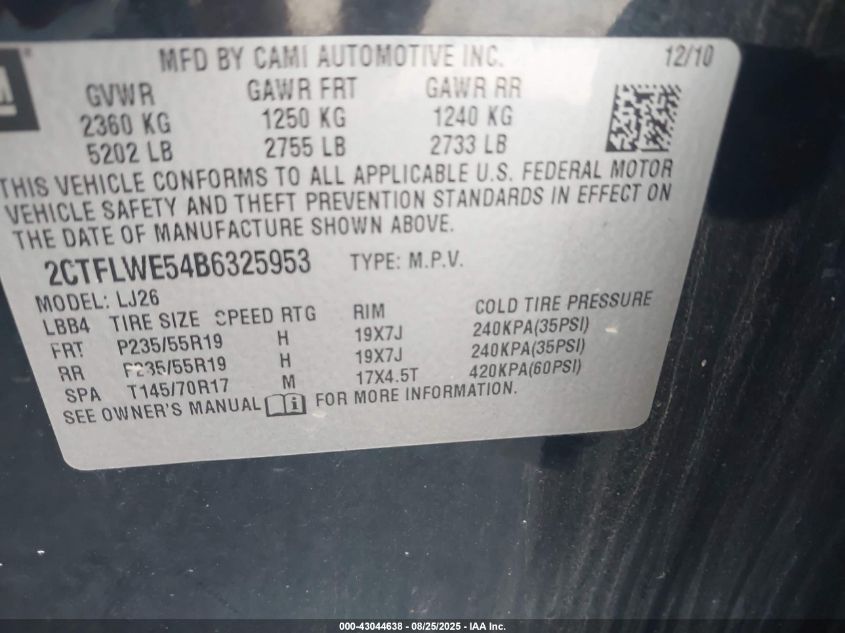 M ®
MFD BY CAMI AUTOMOTIVE INC. 12/10
GVWR GAWR FRT GAWR RR
2360 KG 1250 KG 1240 KG
5202 LB 2755 LB 2733 LB
THIS VEHICLE CONFORMS TO ALL APPLICABLE U.S. FEDERAL MOTOR
VEHICLE SAFETY AND THEFT PREVENTION STANDARDS IN EFFECT ON
THE DATE OF MANUFACTURE SHOWN ABOVE.
2CTFLWE54B6325953 TYPE: M.P.V.
MODEL: LJ26
LBB4 TIRE SIZE SPEED RTG RIM COLD TIRE PRESSURE
FRT P235/55R19 H 19X7J 240KPA(35PSI)
RR P235/55R19 H 19X7J 240KPA(35PSI)
SPA T145/70R17 M 17X4.5T 420KPA(60PSI)
SEE OWNER'S MANUAL i FOR MORE INFORMATION.
000-43044638 - 08/25/2025 - IAA Inc.